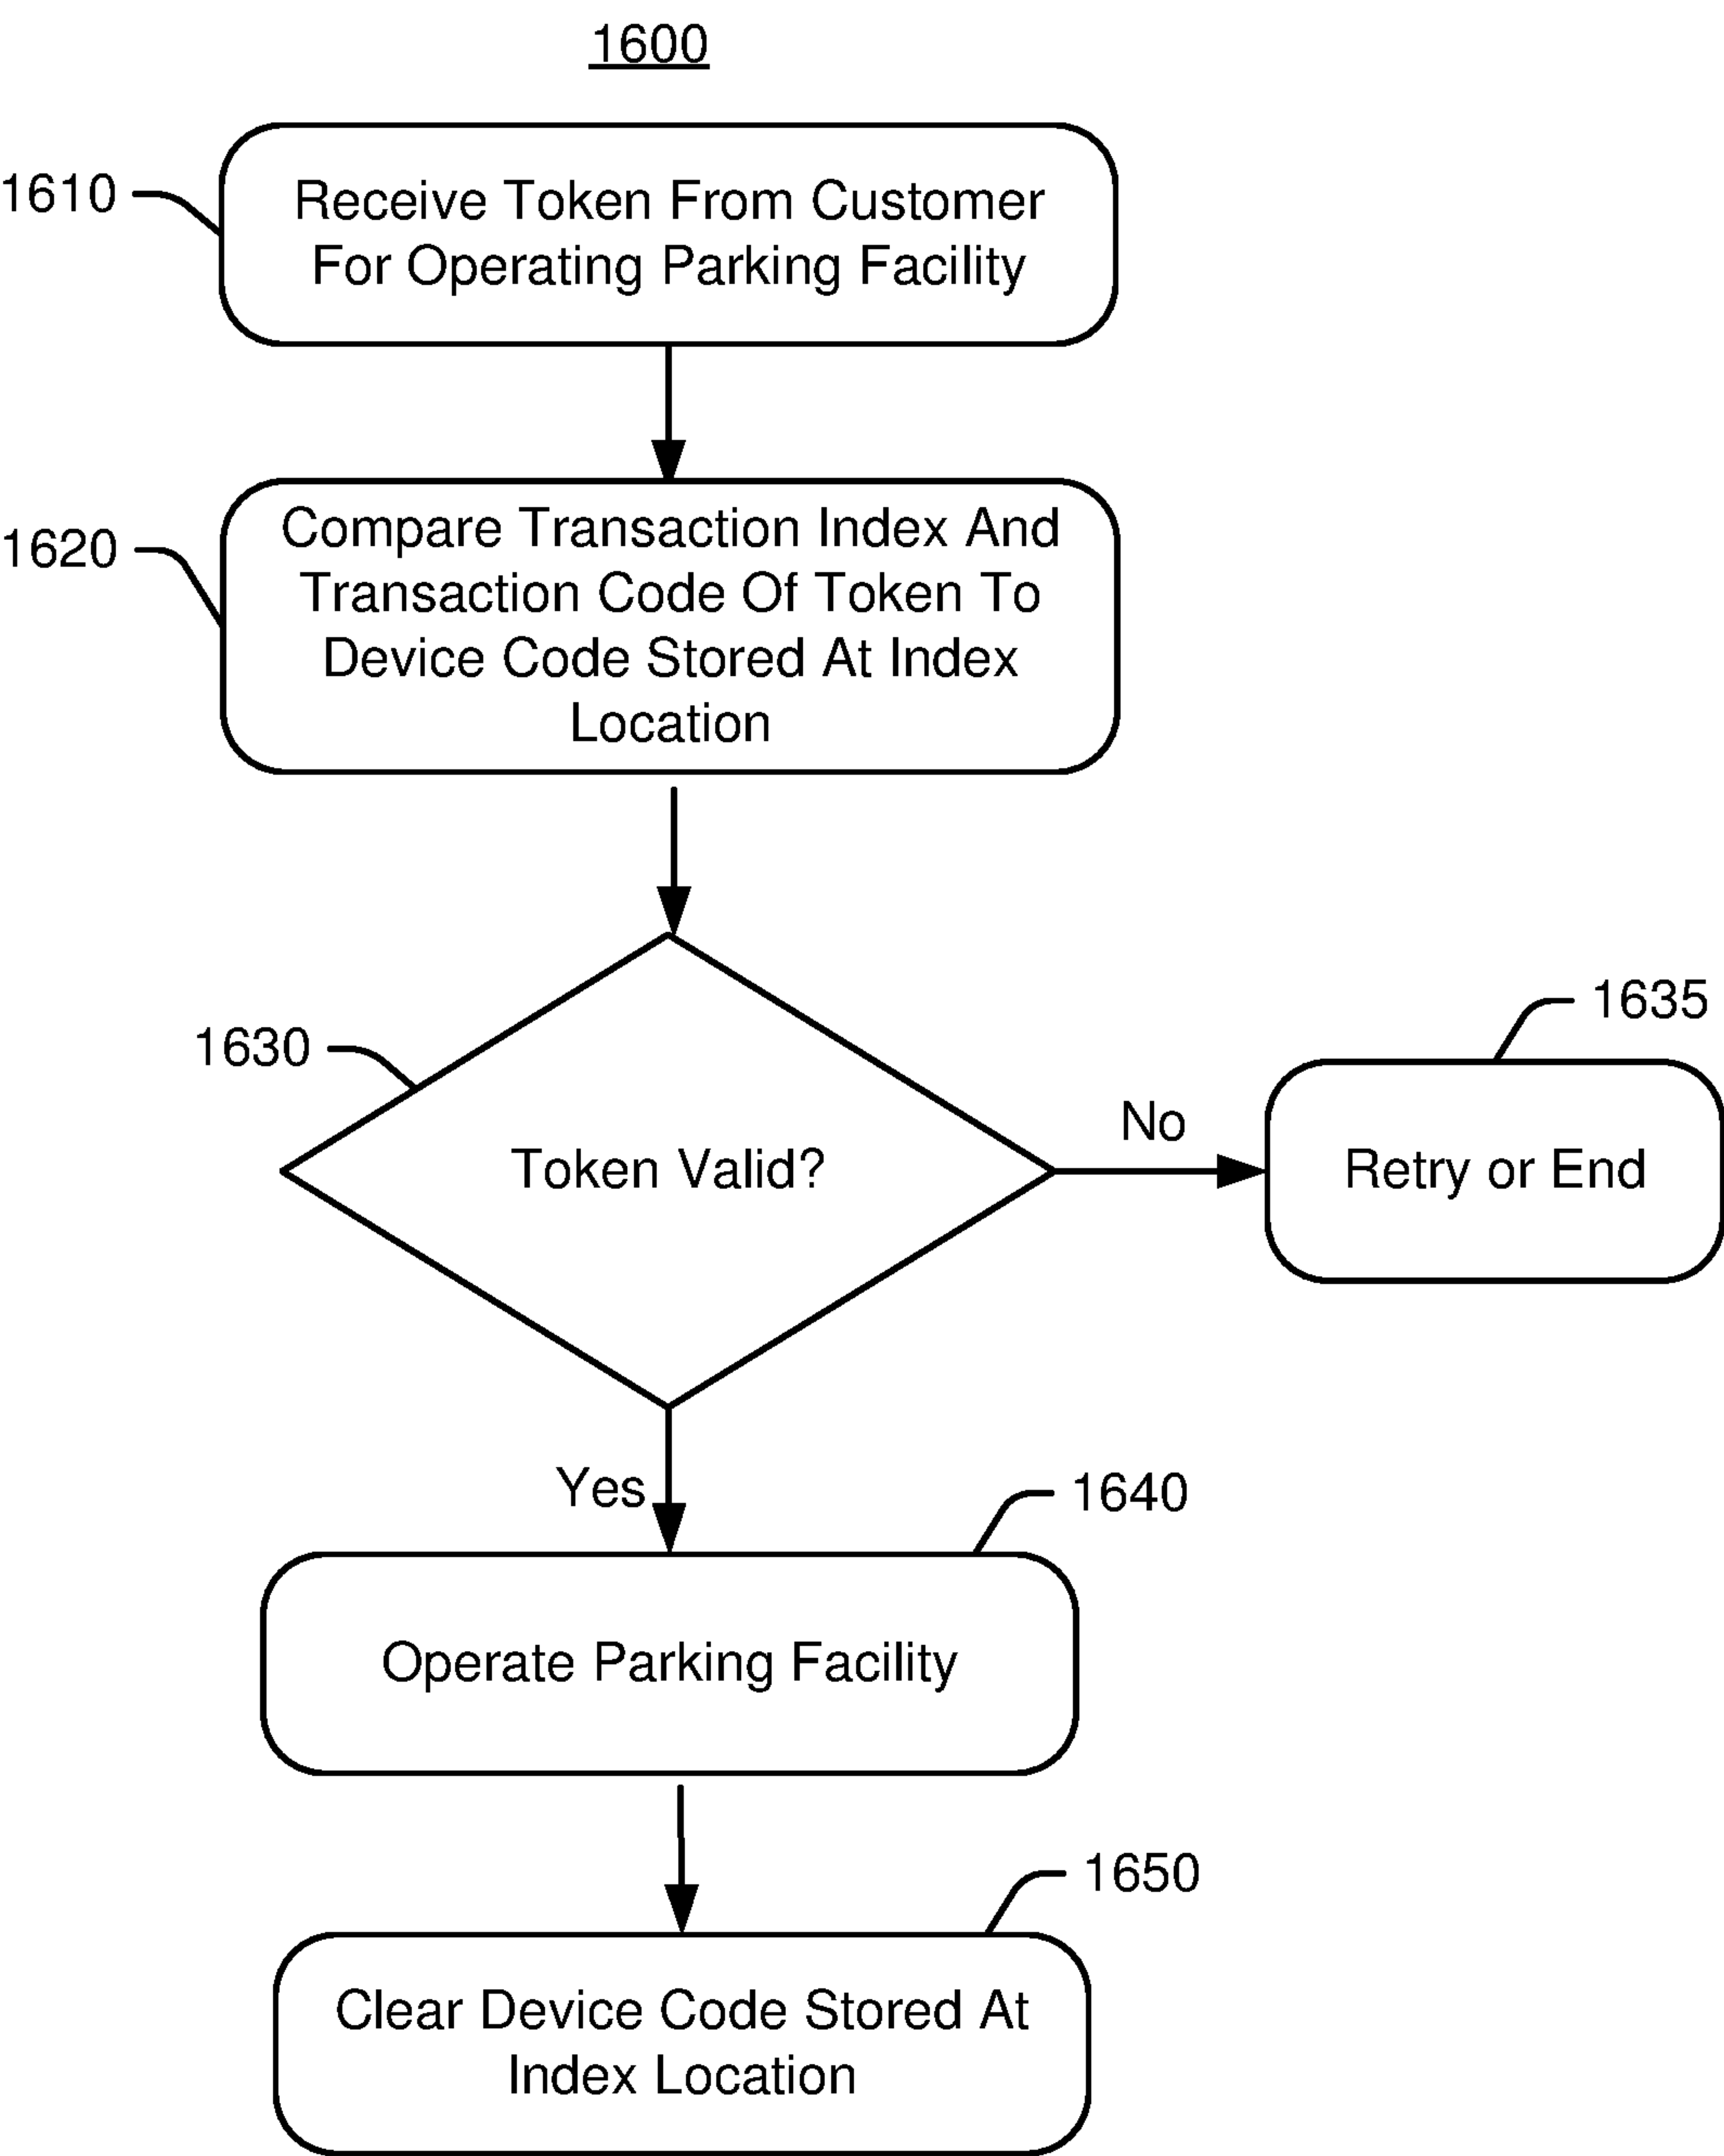 1600
1610
Receive Token From Customer
For Operating Parking Facility
1620
Compare Transaction Index And
Transaction Code Of Token To
Device Code Stored At Index
Location
1630
Token Valid?
No
1635
Retry or End
Yes
1640
Operate Parking Facility
1650
Clear Device Code Stored At
Index Location